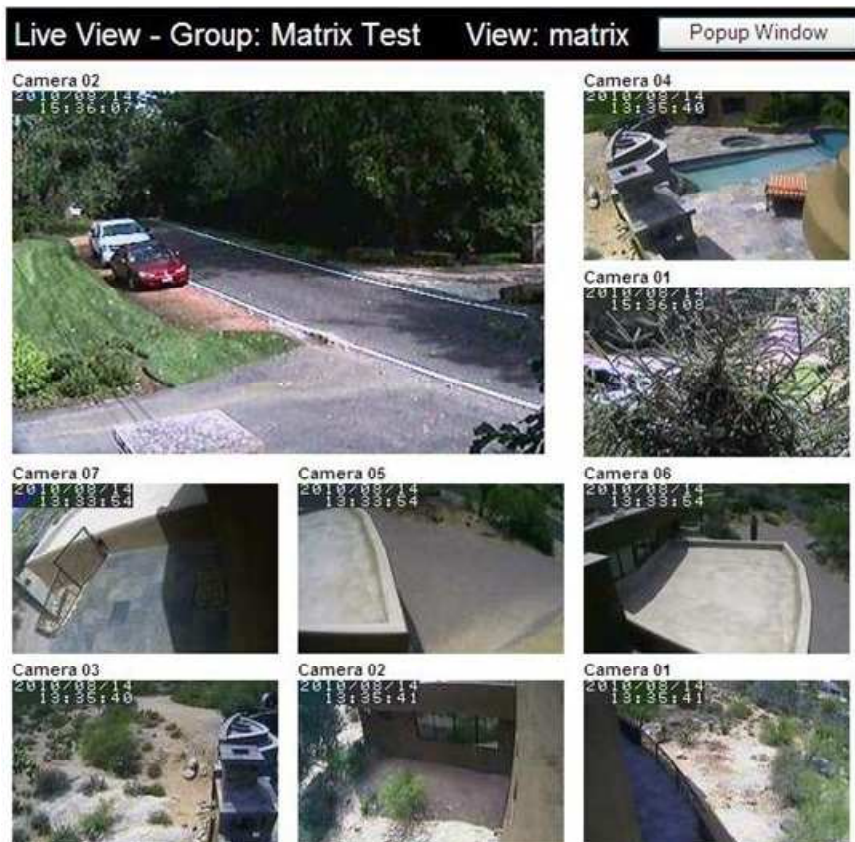 Live View - Group: Matrix Test View: matrix Popup Window
Camera 02
2010/08/14
15:36:07
Camera 04
2010/08/14
13:35:40
Camera 01
2010/08/14
15:36:08
Camera 07
2010/08/14
13:33:54
Camera 05
2010/08/14
13:33:54
Camera 06
2010/08/14
13:33:54
Camera 03
2010/08/14
13:35:40
Camera 02
2010/08/14
13:35:41
Camera 01
2010/08/14
13:35:41